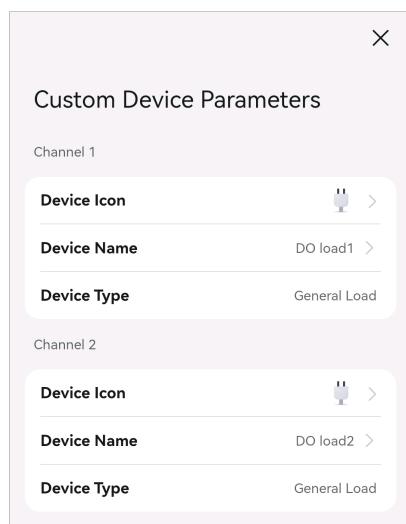 Custom Device Parameters
Channel 1
Device Icon
Device Name DO load1
Device Type General Load
Channel 2
Device Icon
Device Name DO load2
Device Type General Load